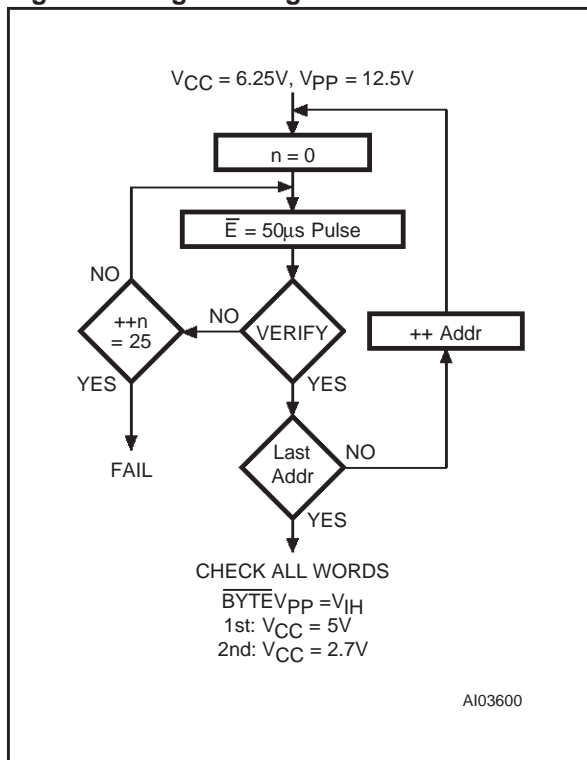 VCC = 6.25V, VPP = 12.5V
n = 0
E̅ = 50µs Pulse
NO
++n
= 25
NO
VERIFY
++ Addr
YES
YES
FAIL
Last
Addr
NO
YES
CHECK ALL WORDS
B̅Y̅T̅E̅VPP =VIH
1st: VCC = 5V
2nd: VCC = 2.7V
AI03600